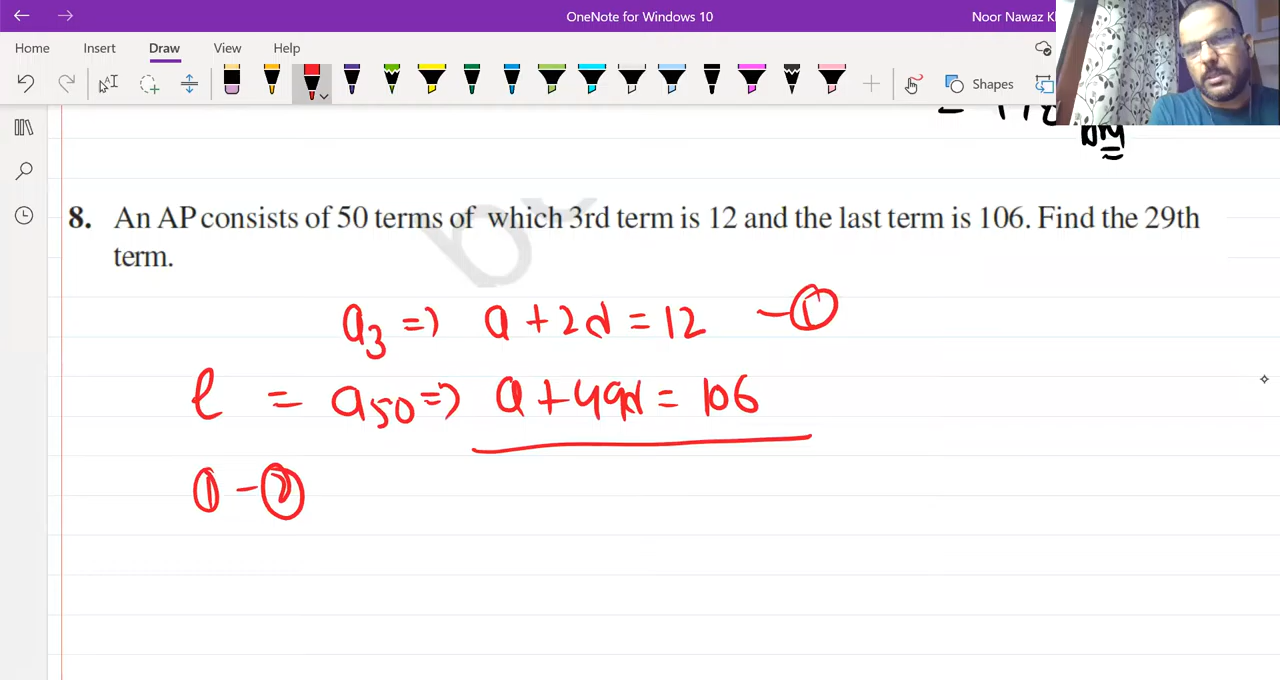 OneNote for Windows 10
Noor Nawaz Kh
Home Insert Draw View Help
Shapes
8. An AP consists of 50 terms of which 3rd term is 12 and the last term is 106. Find the 29th
term.
a₃ => a + 2d = 12 — ①
l = a₅₀ => a + 49d = 106
① - ②